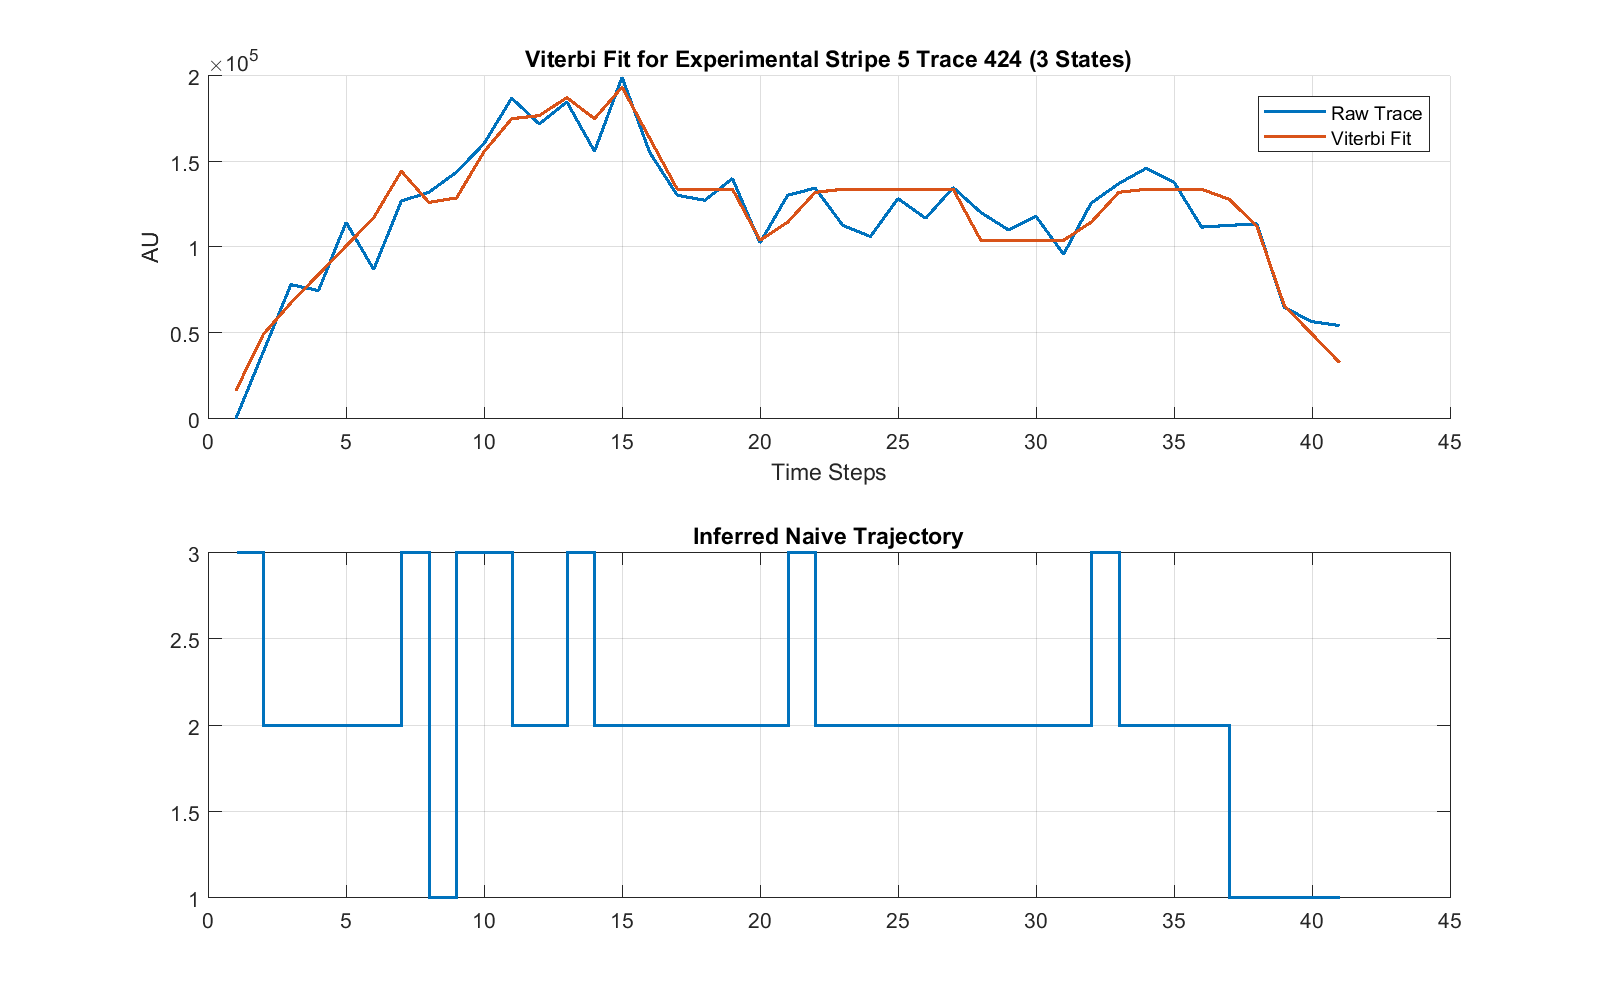 Viterbi Fit for Experimental Stripe 5 Trace 424 (3 States)
×10^5
2
1.5
1
0.5
0
AU
Raw Trace
Viterbi Fit
0 5 10 15 20 25 30 35 40 45
Time Steps
Inferred Naive Trajectory
3
2.5
2
1.5
1
0 5 10 15 20 25 30 35 40 45